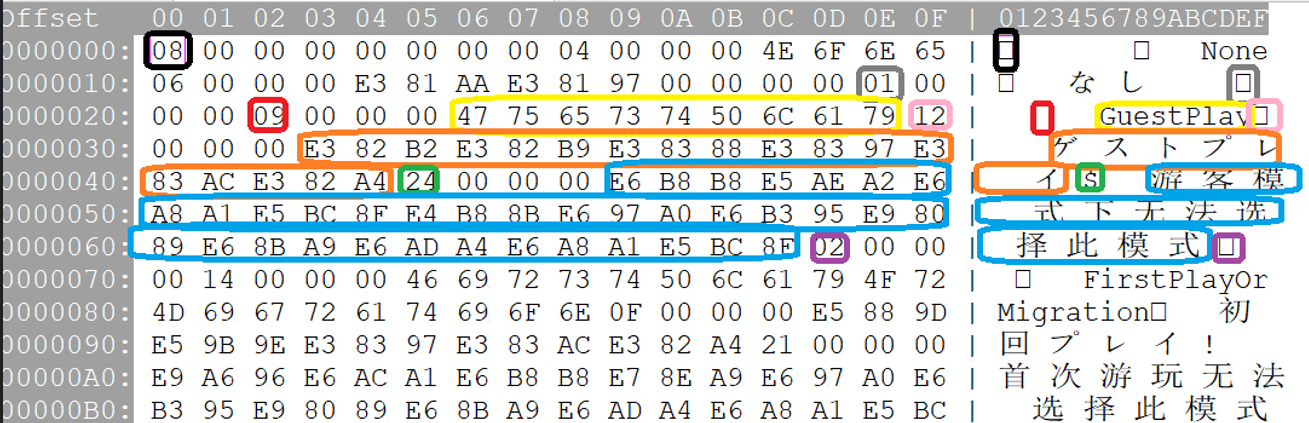 Offset 00 01 02 03 04 05 06 07 08 09 0A 0B 0C 0D 0E 0F | 0123456789ABCDEF
0000000: 08 00 00 00 00 00 00 00 04 00 00 00 4E 6F 6E 65 | □ □ None
0000010: 06 00 00 00 E3 81 AA E3 81 97 00 00 00 00 01 00 | □ なし □
0000020: 00 00 09 00 00 00 47 75 65 73 74 50 6C 61 79 12 | GuestPlay□
0000030: 00 00 00 E3 82 B2 E3 82 B9 E3 83 88 E3 83 97 E3 | ゲストプレ
0000040: 83 AC E3 82 A4 24 00 00 00 E6 B8 B8 E5 AE A2 E6 | イ$ 游客模
0000050: A8 A1 E5 BC 8F E4 B8 8B E6 97 A0 E6 B3 95 E9 80 | 式下无法选
0000060: 89 E6 8B A9 E6 AD A4 E6 A8 A1 E5 BC 8F 02 00 00 | 择此模式□
0000070: 00 14 00 00 00 46 69 72 73 74 50 6C 61 79 4F 72 | □ FirstPlayOr
0000080: 4D 69 67 72 61 74 69 6F 6E 0F 00 00 00 E5 88 9D | Migration□ 初
0000090: E5 9B 9E E3 83 97 E3 83 AC E3 82 A4 21 00 00 00 | 回プレイ!
00000A0: E9 A6 96 E6 AC A1 E6 B8 B8 E7 8E A9 E6 97 A0 E6 | 首次游玩无法
00000B0: B3 95 E9 80 89 E6 8B A9 E6 AD A4 E6 A8 A1 E5 BC | 选择此模式